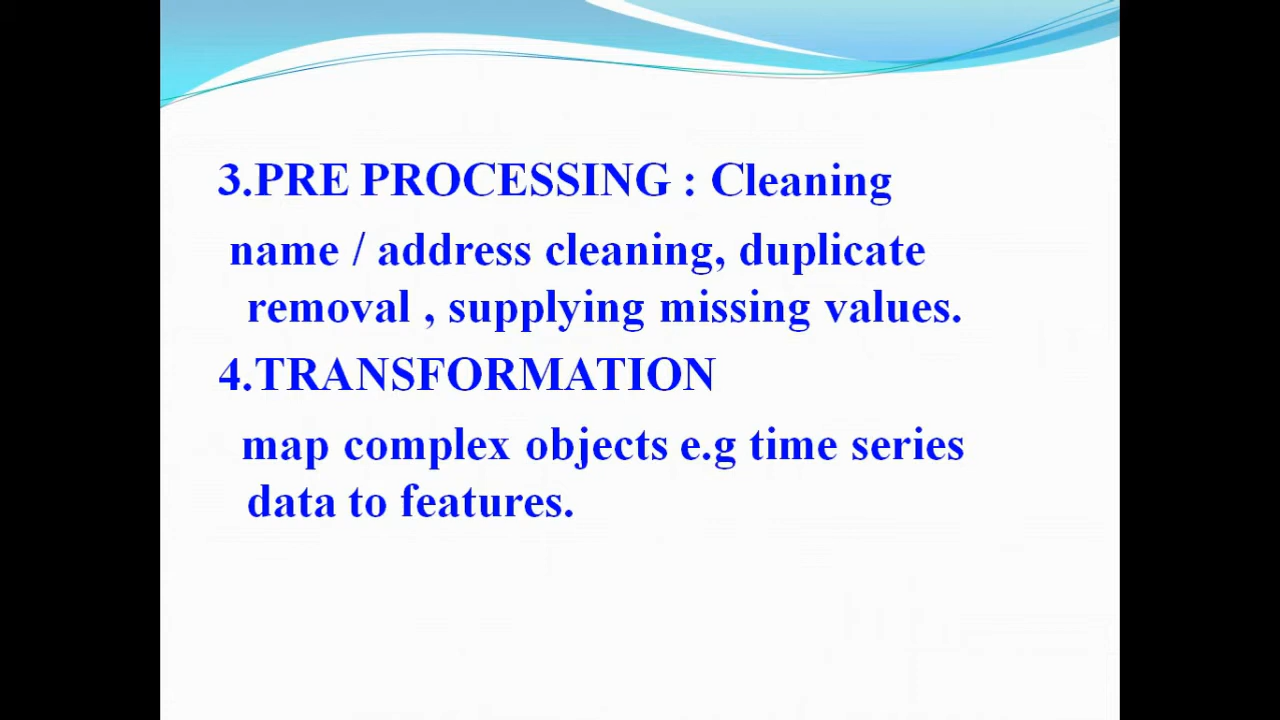 3.PRE PROCESSING : Cleaning
name / address cleaning, duplicate
removal , supplying missing values.
4.TRANSFORMATION
map complex objects e.g time series
data to features.